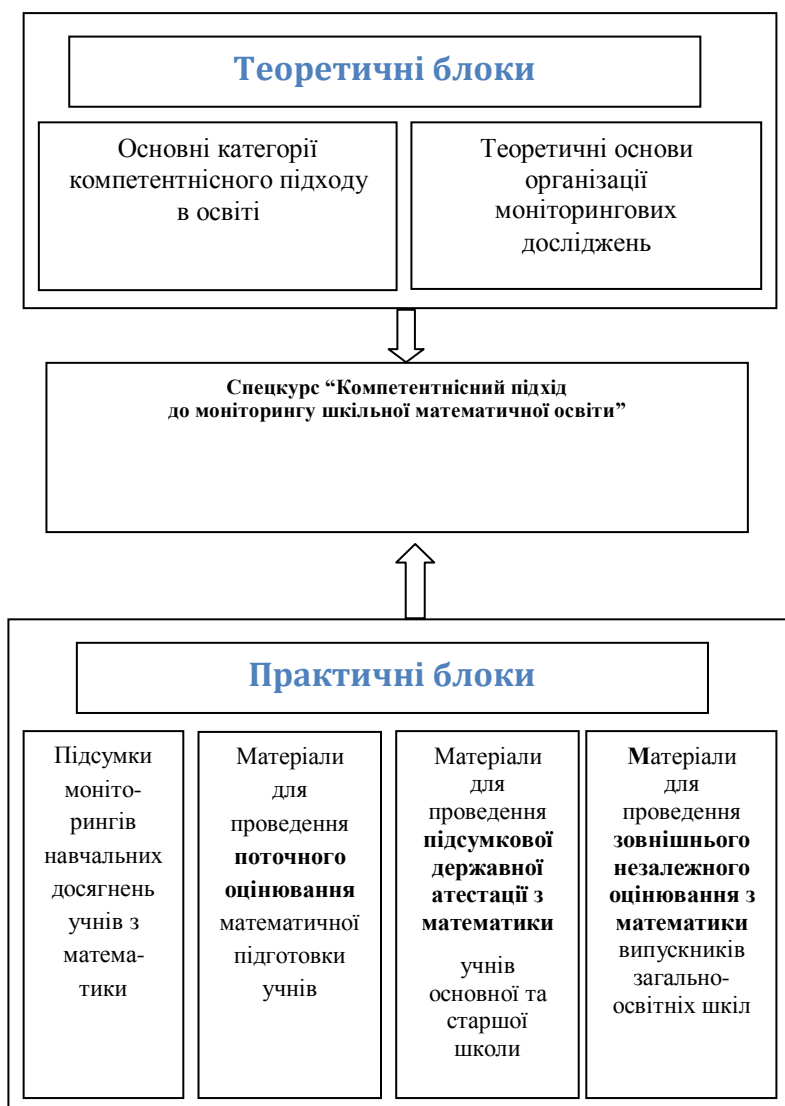 Теоретичні блоки
Основні категорії
компетентнісного підходу
в освіті
Теоретичні основи
організації
моніторингових
досліджень
Спецкурс “Компетентнісний підхід
до моніторингу шкільної математичної освіти”
Практичні блоки
Підсумки
моніто-
рингів
навчальних
досягнень
учнів з
матема-
тики
Матеріали
для
проведення
поточного
оцінювання
математичної
підготовки
учнів
Матеріали
для
проведення
підсумкової
державної
атестації з
математики
учнів
основної та
старшої
школи
Матеріали
для
проведення
зовнішнього
незалежного
оцінювання з
математики
випускників
загально-
освітніх шкіл